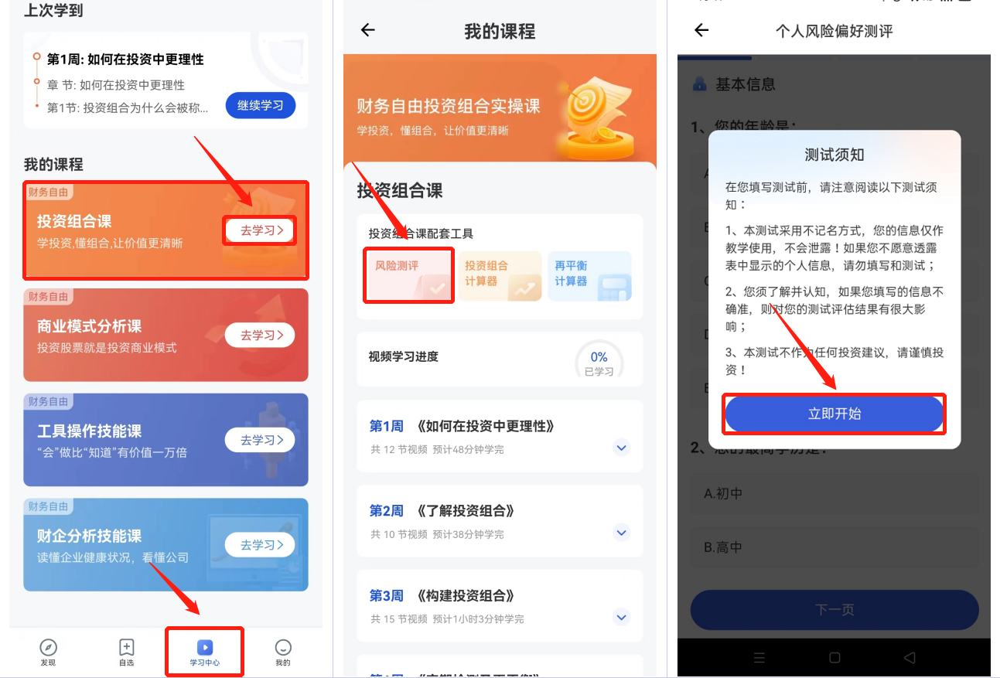 上次学到
第1周: 如何在投资中更理性
章 节: 如何在投资中更理性
第1节: 投资组合为什么会被称...
继续学习
我的课程
财务自由
投资组合课
学投资,懂组合,让价值更清晰
去学习
财务自由
商业模式分析课
投资股票就是投资商业模式
去学习
财务自由
工具操作技能课
“会”做比“知道”有价值一万倍
去学习
财务自由
财企分析技能课
读懂企业健康状况，看懂公司
去学习
发现
自选
学习中心
我的
我的课程
财务自由投资组合实操课
学投资，懂组合，让价值更清晰
投资组合课
投资组合课配套工具
风险测评
投资组合
计算器
再平衡
计算器
视频学习进度
0%
已学习
第1周 《如何在投资中更理性》
共 12 节视频 预计48分钟学完
第2周 《了解投资组合》
共 10 节视频 预计38分钟学完
第3周 《构建投资组合》
共 15 节视频 预计1小时3分钟学完
个人风险偏好测评
基本信息
1、您的年龄是：
测试须知
在您填写测试前，请注意阅读以下测试须
知：
1、本测试采用不记名方式，您的信息仅作
教学使用，不会泄露！如果您不愿意透露
表中显示的个人信息，请勿填写和测试；
2、您须了解并认知，如果您填写的信息不
确准，则对您的测试评估结果有很大影
响；
3、本测试不作为任何投资建议，请谨慎投
资！
立即开始
2、您的最高学历是：
A.初中
B.高中
下一页